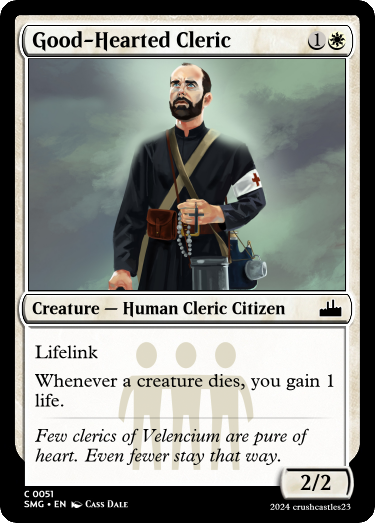 Good-Hearted Cleric 1
Creature — Human Cleric Citizen
Lifelink
Whenever a creature dies, you gain 1
life.
Few clerics of Velencium are pure of
heart. Even fewer stay that way.
2/2
C 0051
SMG • EN Cass Dale
2024 crushcastles23